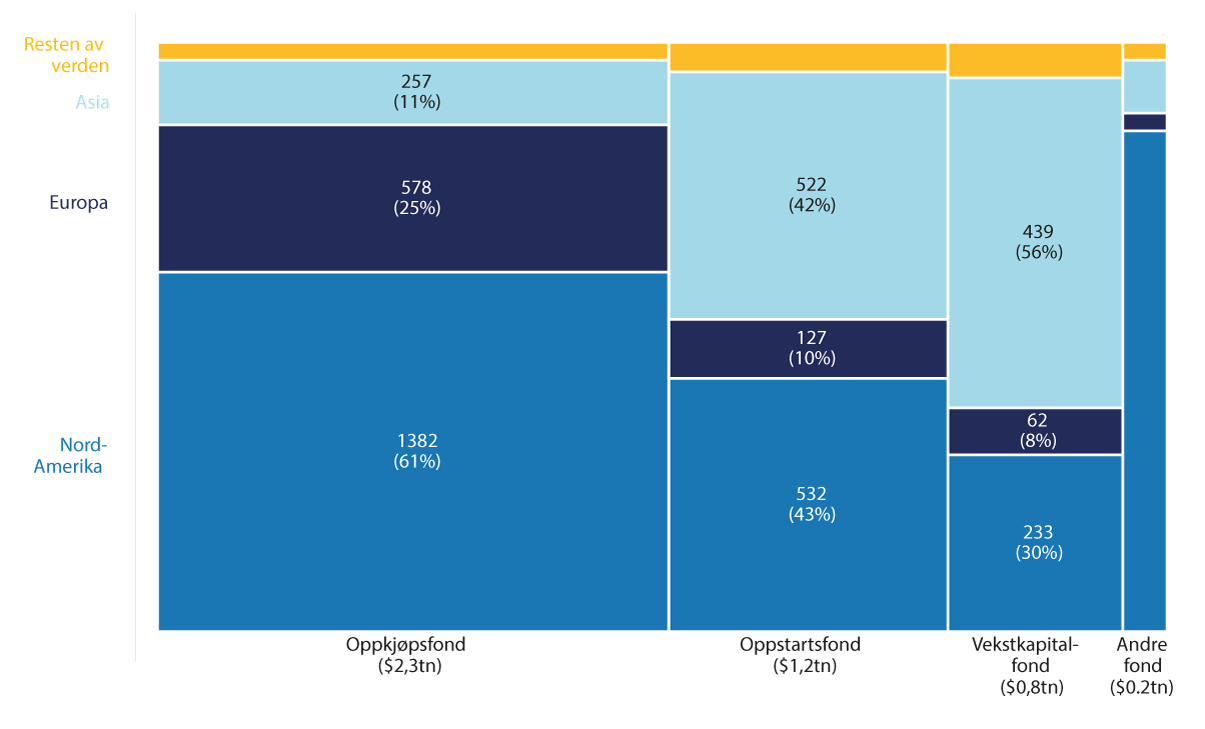 Resten av
verden
Asia
Europa
Nord-
Amerika
257
(11%)
578
(25%)
1382
(61%)
522
(42%)
127
(10%)
532
(43%)
439
(56%)
62
(8%)
233
(30%)
Oppkjøpsfond
($2,3tn)
Oppstartsfond
($1,2tn)
Vekstkapital-
fond
($0,8tn)
Andre
fond
($0.2tn)